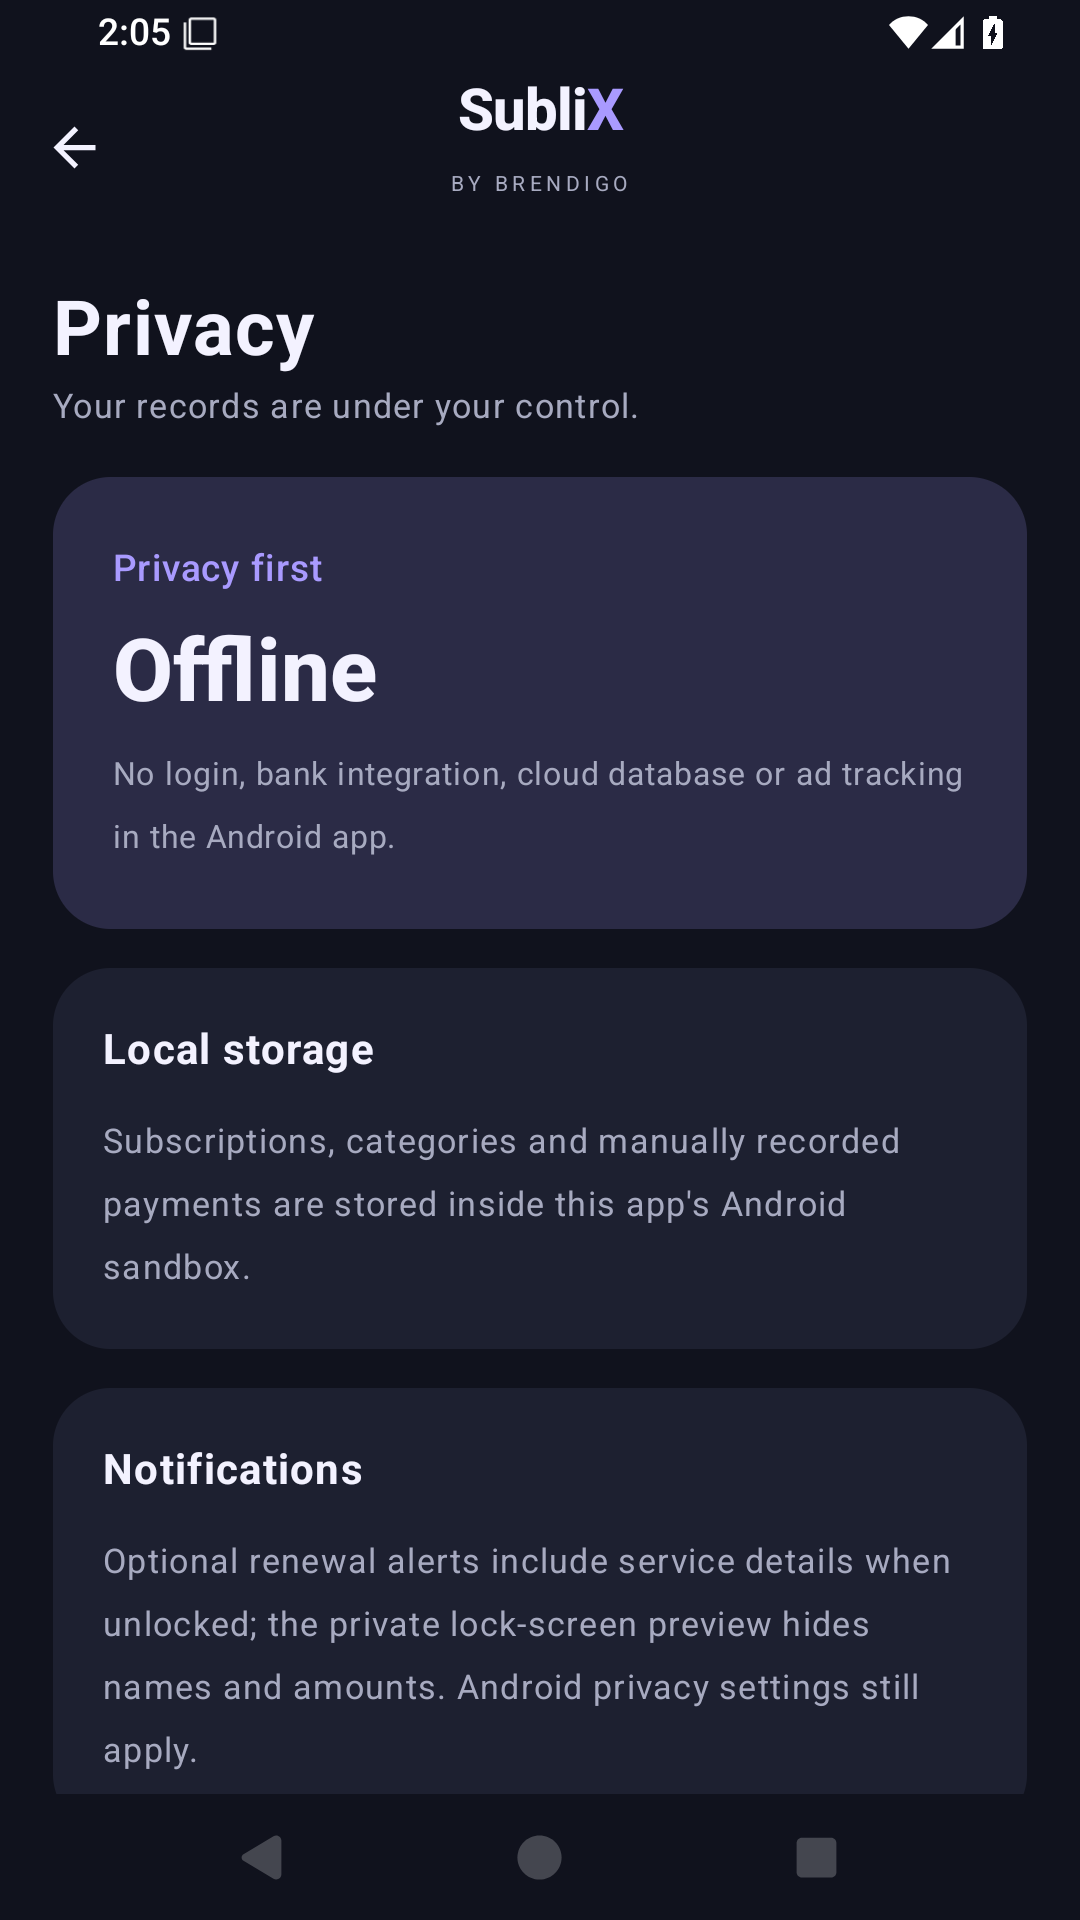 2:05
SubliX
BY BRENDIGO
Privacy
Your records are under your control.
Privacy first
Offline
No login, bank integration, cloud database or ad tracking
in the Android app.
Local storage
Subscriptions, categories and manually recorded
payments are stored inside this app's Android
sandbox.
Notifications
Optional renewal alerts include service details when
unlocked; the private lock-screen preview hides
names and amounts. Android privacy settings still
apply.